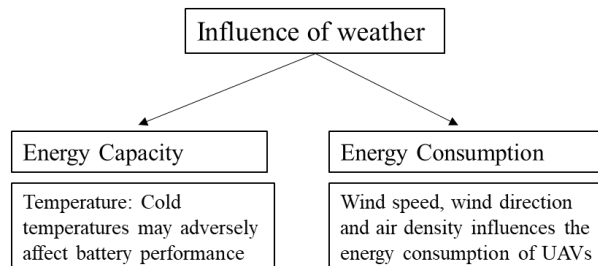 Influence of weather
Energy Capacity
Temperature: Cold
temperatures may adversely
affect battery performance
Energy Consumption
Wind speed, wind direction
and air density influences the
energy consumption of UAVs